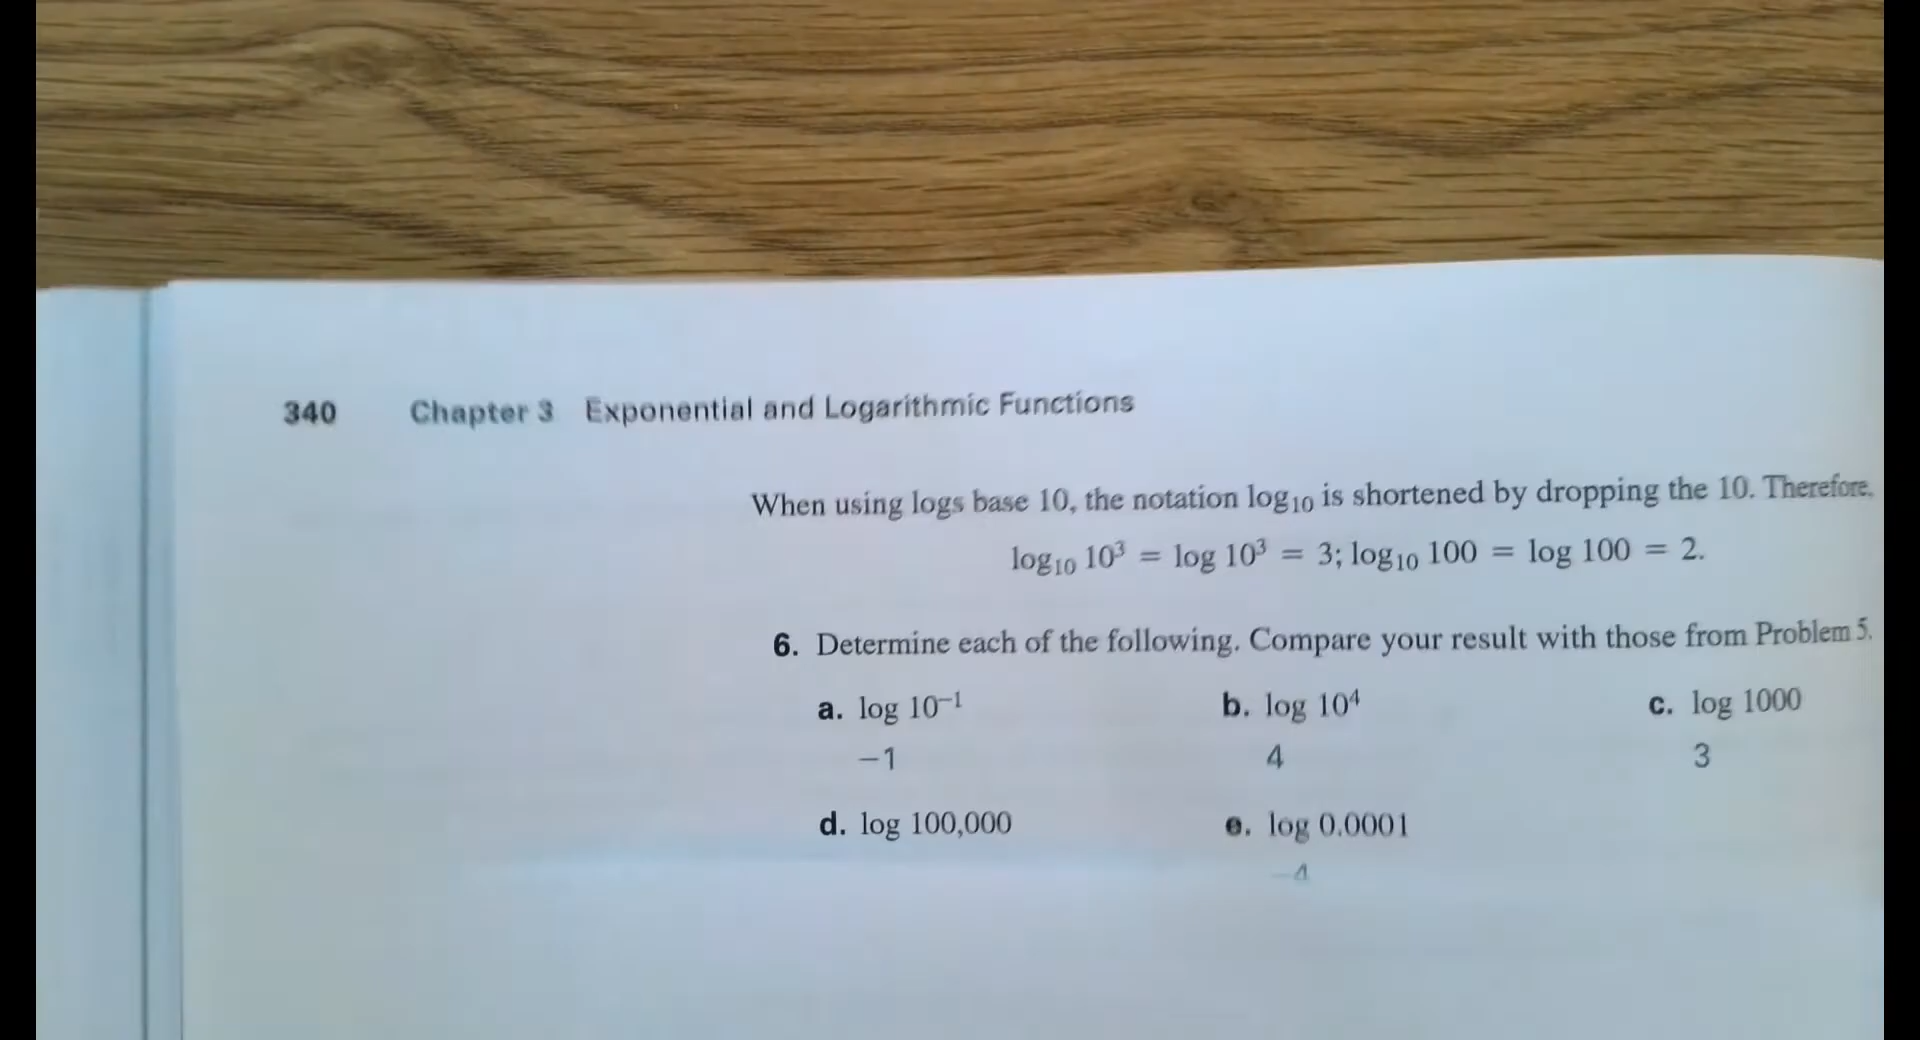 340 Chapter 3 Exponential and Logarithmic Functions
When using logs base 10, the notation log₁₀ is shortened by dropping the 10. Therefore,
log₁₀ 10³ = log 10³ = 3; log₁₀ 100 = log 100 = 2.
6. Determine each of the following. Compare your result with those from Problem 5.
a. log 10⁻¹ b. log 10⁴ c. log 1000
−1 4 3
d. log 100,000 e. log 0.0001
−4